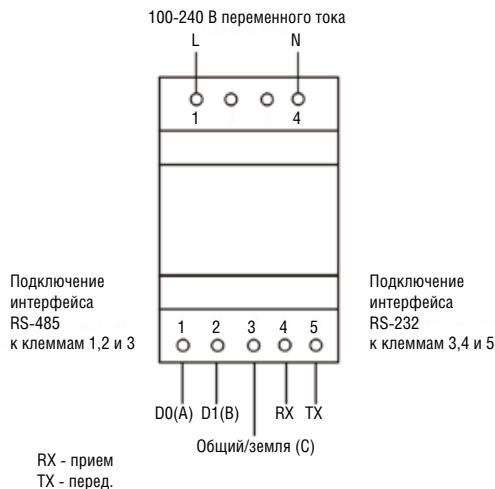 100-240 В переменного тока
L N
1 4
Подключение
интерфейса
RS-485
к клеммам 1,2 и 3
Подключение
интерфейса
RS-232
к клеммам 3,4 и 5
1 2 3 4 5
D0(A) D1(B) RX TX
Общий/земля (C)
RX - прием
TX - перед.